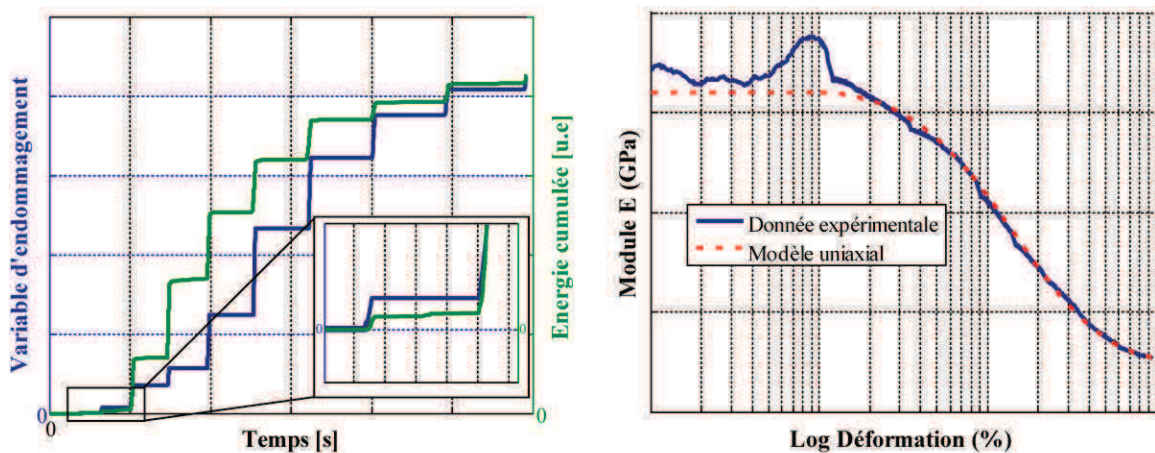 Variable d'endommagement
Energie cumulée [u.e]
0
0
0
0
0
Temps [s]
Module E (GPa)
Donnée expérimentale
Modèle uniaxial
Log Déformation (%)